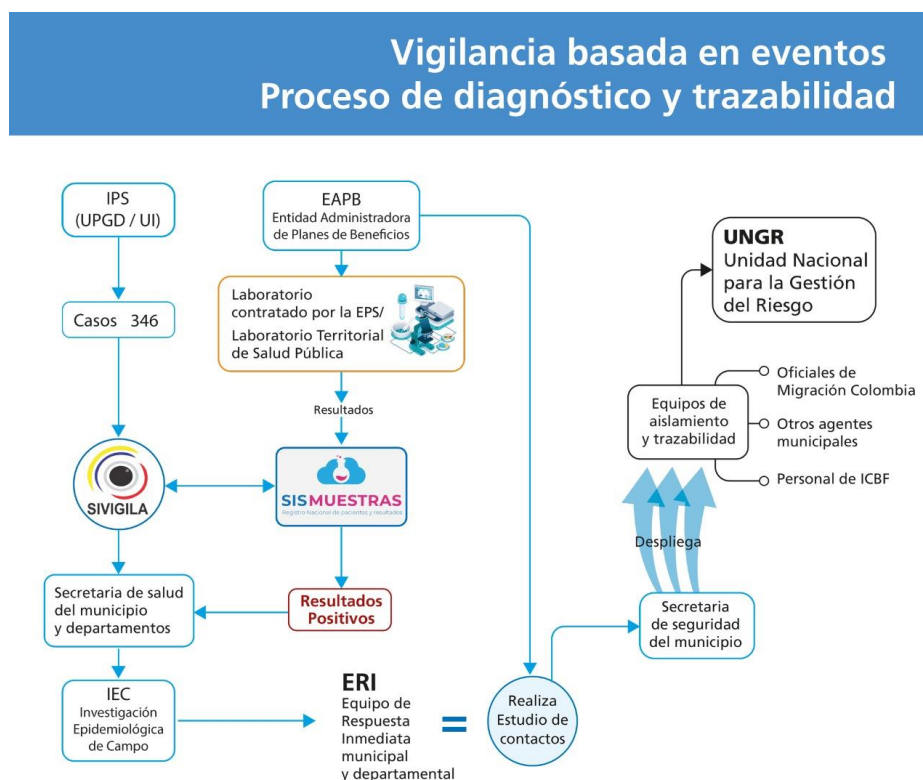 Vigilancia basada en eventos
Proceso de diagnóstico y trazabilidad
IPS
(UPGD / UI)
Casos 346
SIVIGILA
Secretaria de salud
del municipio
y departamentos
IEC
Investigación
Epidemiológica
de Campo
EAPB
Entidad Administradora
de Planes de Beneficios
Laboratorio
contratado por la EPS/
Laboratorio Territorial
de Salud Pública
Resultados
SISMUESTRAS
Registro Nacional de pacientes y resultados
Resultados
Positivos
ERI
Equipo de
Respuesta
Inmediata
municipal
y departamental
=
Realiza
Estudio de
contactos
Secretaria
de seguridad
del municipio
Despliega
Equipos de
aislamiento
y trazabilidad
Oficiales de
Migración Colombia
Otros agentes
municipales
Personal de ICBF
UNGR
Unidad Nacional
para la Gestión
del Riesgo